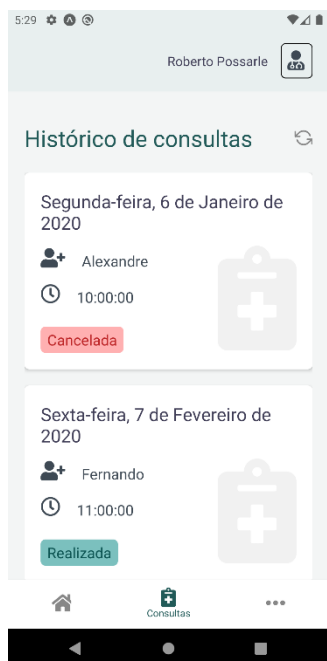 5:29
Roberto Possarle
Histórico de consultas
Segunda-feira, 6 de Janeiro de
2020
Alexandre
10:00:00
Cancelada
Sexta-feira, 7 de Fevereiro de
2020
Fernando
11:00:00
Realizada
Consultas